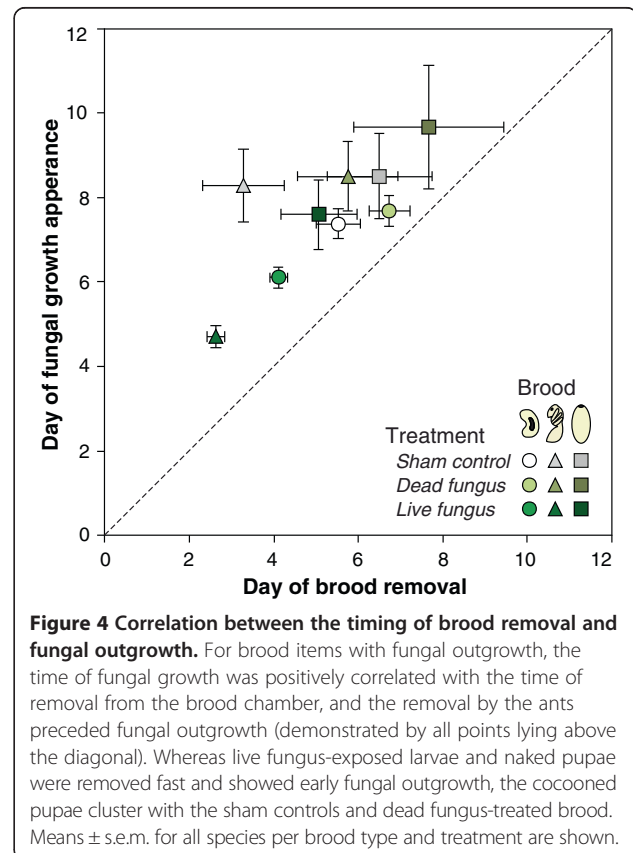 12
10
8
6
4
2
0
Day of fungal growth apperance
0 2 4 6 8 10 12
Day of brood removal
Brood
Treatment
Sham control
Dead fungus
Live fungus
Figure 4 Correlation between the timing of brood removal and
fungal outgrowth. For brood items with fungal outgrowth, the
time of fungal growth was positively correlated with the time of
removal from the brood chamber, and the removal by the ants
preceded fungal outgrowth (demonstrated by all points lying above
the diagonal). Whereas live fungus-exposed larvae and naked pupae
were removed fast and showed early fungal outgrowth, the cocooned
pupae cluster with the sham controls and dead fungus-treated brood.
Means ± s.e.m. for all species per brood type and treatment are shown.